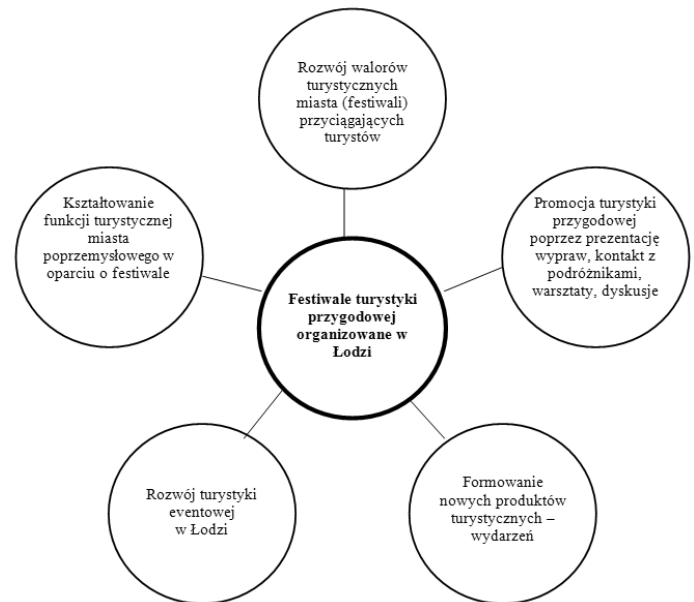 Rozwój walorów
turystycznych
miasta (festiwali)
przyciągających
turystów
Kształtowanie
funkcji turystycznej
miasta
poprzemysłowego w
oparciu o festiwale
Promocja turystyki
przygodowej
poprzez prezentację
wypraw, kontakt z
podróżnikami,
warsztaty, dyskusje
Festiwale turystyki
przygodowej
organizowane w
Łodzi
Rozwój turystyki
eventowej
w Łodzi
Formowanie
nowych produktów
turystycznych –
wydarzeń